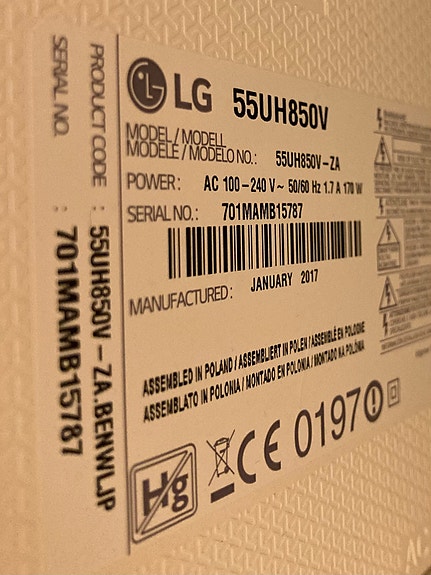 LG 55UH850V
MODEL / MODELL
MODÈLE / MODELO NO. : 55UH850V-ZA
POWER : AC 100-240 V ~ 50/60 Hz 1.7 A 170 W
SERIAL NO. : 701MAMB15787
MANUFACTURED : JANUARY 2017
ASSEMBLED IN POLAND / ASSEMBLIERT IN POLEN / ASSEMBLÉ EN POLOGNE
ASSEMBLATO IN POLONIA / MONTADO EN POLONIA / MONTADO NA POLÓNIA
Hg CE 0197
PRODUCT CODE : 55UH850V - ZA.BENWLJP
SERIAL NO. : 701MAMB15787